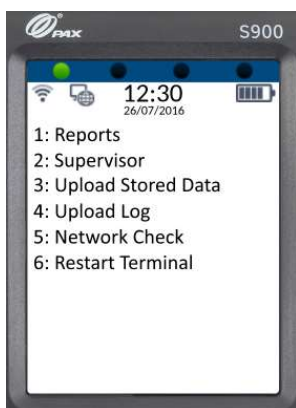 PAX S900
12:30
26/07/2016
1: Reports
2: Supervisor
3: Upload Stored Data
4: Upload Log
5: Network Check
6: Restart Terminal